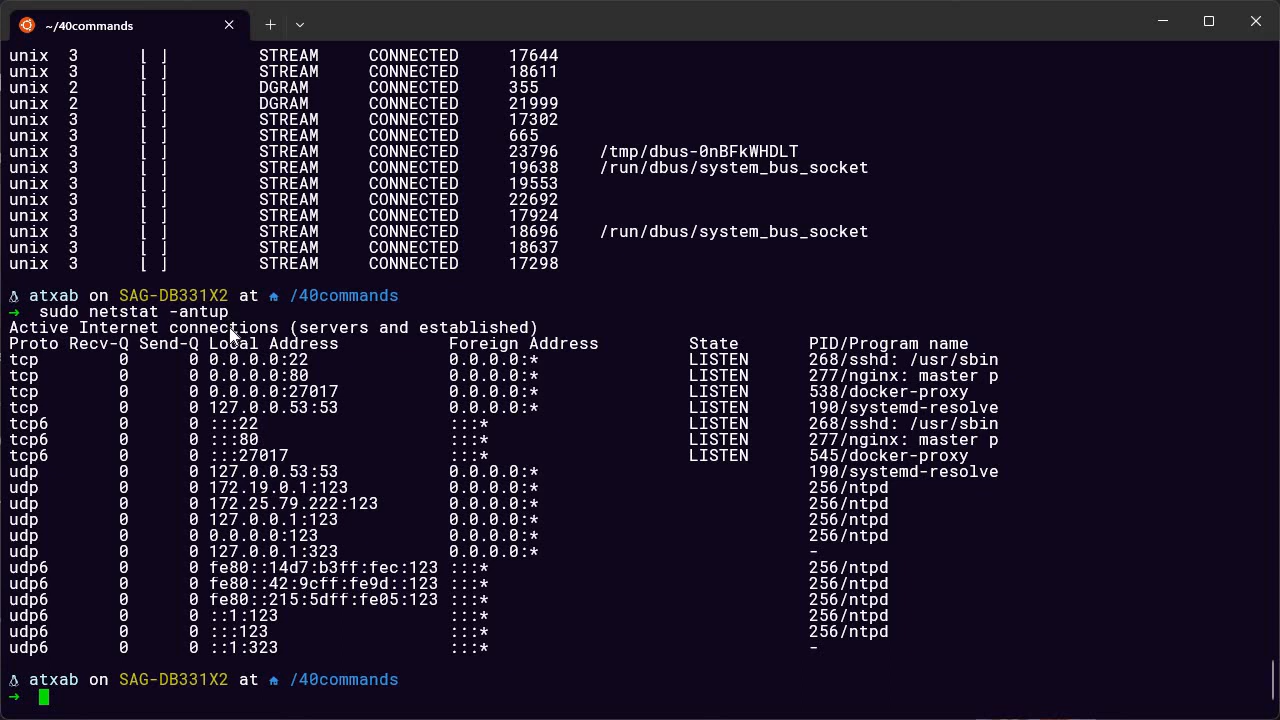 ~/40commands
unix 3 [ ] STREAM CONNECTED 17644
unix 3 [ ] STREAM CONNECTED 18611
unix 2 [ ] DGRAM CONNECTED 355
unix 2 [ ] DGRAM CONNECTED 21999
unix 3 [ ] STREAM CONNECTED 17302
unix 3 [ ] STREAM CONNECTED 665
unix 3 [ ] STREAM CONNECTED 23796 /tmp/dbus-0nBFkWHDLT
unix 3 [ ] STREAM CONNECTED 19638 /run/dbus/system_bus_socket
unix 3 [ ] STREAM CONNECTED 19553
unix 3 [ ] STREAM CONNECTED 22692
unix 3 [ ] STREAM CONNECTED 17924
unix 3 [ ] STREAM CONNECTED 18696 /run/dbus/system_bus_socket
unix 3 [ ] STREAM CONNECTED 18637
unix 3 [ ] STREAM CONNECTED 17298
atxab on SAG-DB331X2 at /40commands
→ sudo netstat -antup
Active Internet connections (servers and established)
Proto Recv-Q Send-Q Local Address Foreign Address State PID/Program name
tcp 0 0 0.0.0.0:22 0.0.0.0:* LISTEN 268/sshd: /usr/sbin
tcp 0 0 0.0.0.0:80 0.0.0.0:* LISTEN 277/nginx: master p
tcp 0 0 0.0.0.0:27017 0.0.0.0:* LISTEN 538/docker-proxy
tcp 0 0 127.0.0.53:53 0.0.0.0:* LISTEN 190/systemd-resolve
tcp6 0 0 :::22 :::* LISTEN 268/sshd: /usr/sbin
tcp6 0 0 :::80 :::* LISTEN 277/nginx: master p
tcp6 0 0 :::27017 :::* LISTEN 545/docker-proxy
udp 0 0 127.0.0.53:53 0.0.0.0:* 190/systemd-resolve
udp 0 0 172.19.0.1:123 0.0.0.0:* 256/ntpd
udp 0 0 172.25.79.222:123 0.0.0.0:* 256/ntpd
udp 0 0 127.0.0.1:123 0.0.0.0:* 256/ntpd
udp 0 0 0.0.0.0:123 0.0.0.0:* 256/ntpd
udp 0 0 127.0.0.1:323 0.0.0.0:* -
udp6 0 0 fe80::14d7:b3ff:fec:123 :::* 256/ntpd
udp6 0 0 fe80::42:9cff:fe9d::123 :::* 256/ntpd
udp6 0 0 fe80::215:5dff:fe05:123 :::* 256/ntpd
udp6 0 0 ::1:123 :::* 256/ntpd
udp6 0 0 :::123 :::* 256/ntpd
udp6 0 0 ::1:323 :::* -
atxab on SAG-DB331X2 at /40commands
→